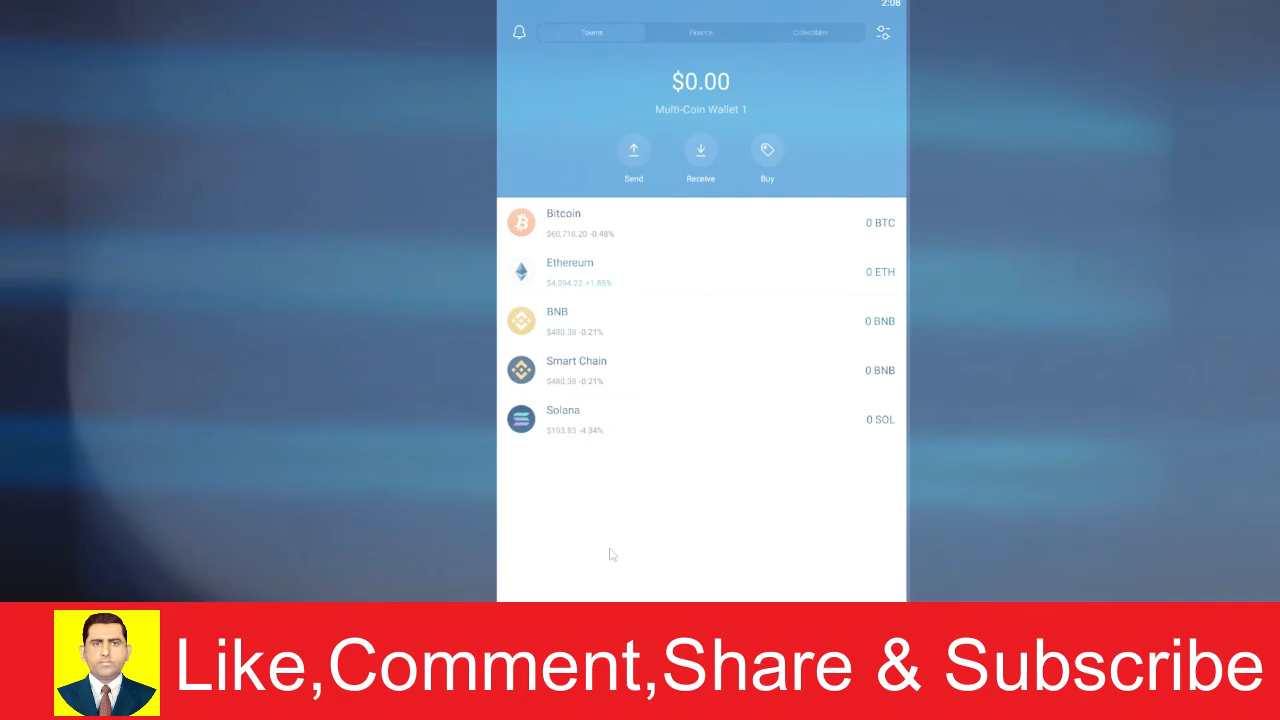 2:08
Tokens Finance Collectibles
$0.00
Multi-Coin Wallet 1
Send Receive Buy
Bitcoin
$60,718.20 -0.48%
0 BTC
Ethereum
$4,094.22 +1.85%
0 ETH
BNB
$480.38 -0.21%
0 BNB
Smart Chain
$480.38 -0.21%
0 BNB
Solana
$193.83 -4.34%
0 SOL
Like,Comment,Share & Subscribe